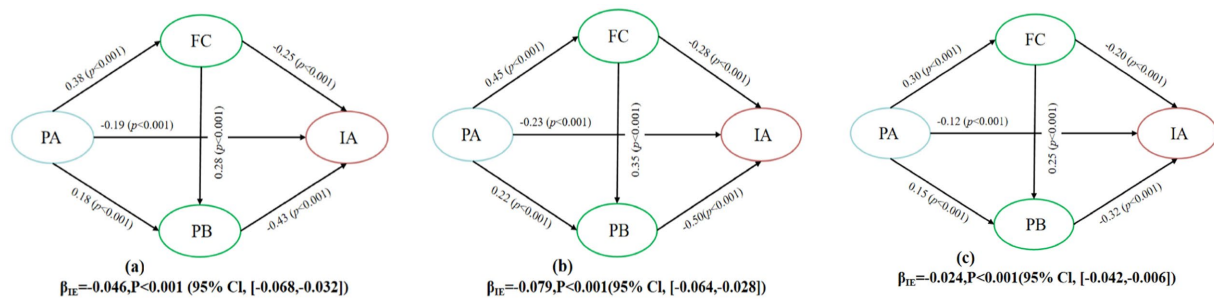 FC
0.38 (p<0.001)
-0.25 (p<0.001)
PA
-0.19 (p<0.001)
0.28 (p<0.001)
IA
0.18 (p<0.001)
-0.43 (p<0.001)
PB
(a)
βIE=-0.046,P<0.001 (95% Cl, [-0.068,-0.032])
FC
0.45 (p<0.001)
-0.28 (p<0.001)
PA
-0.23 (p<0.001)
0.35 (p<0.001)
IA
0.22 (p<0.001)
-0.50(p<0.001)
PB
(b)
βIE=-0.079,P<0.001(95% Cl, [-0.064,-0.028])
FC
0.30 (p<0.001)
-0.20 (p<0.001)
PA
-0.12 (p<0.001)
0.25 (p<0.001)
IA
0.15 (p<0.001)
-0.32 (p<0.001)
PB
(c)
βIE=-0.024,P<0.001(95% Cl, [-0.042,-0.006])